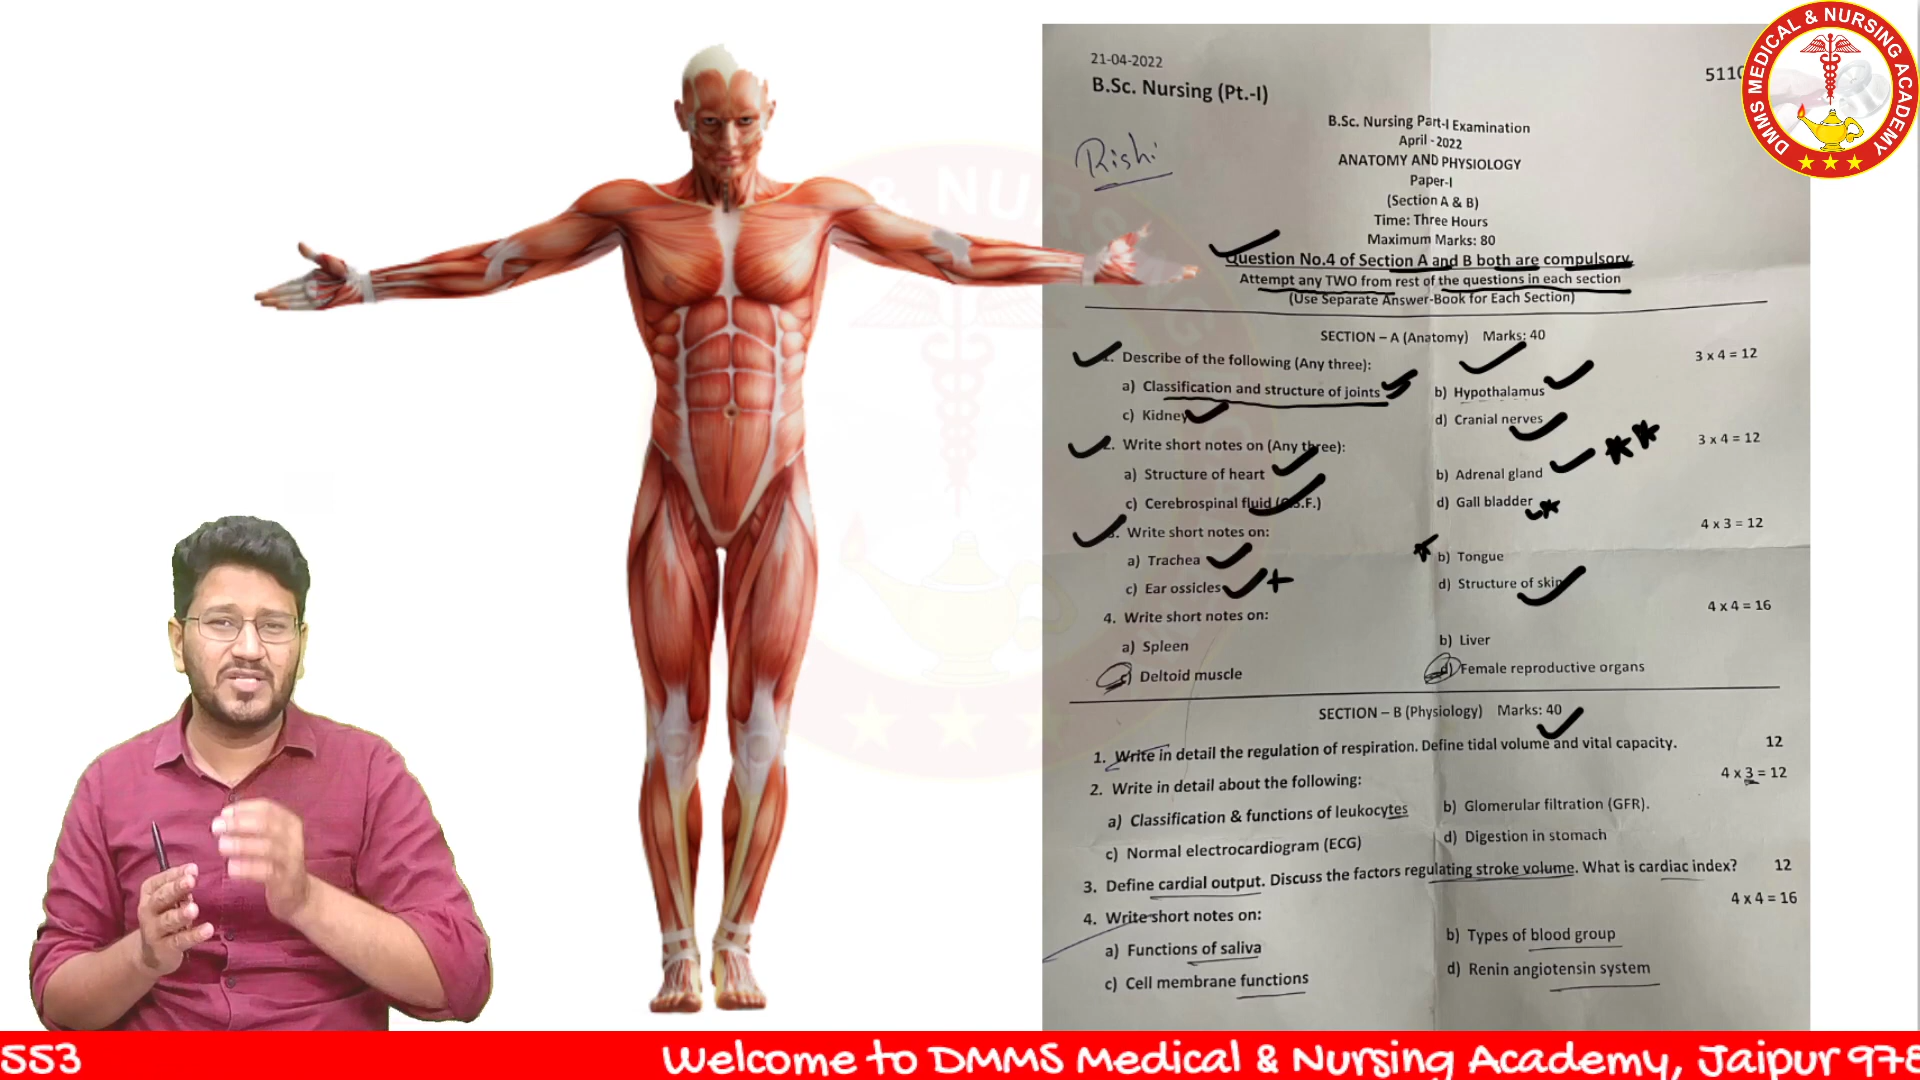 21-04-2022
B.Sc. Nursing (Pt.-I)
5110
Rishi
B.Sc. Nursing Part-I Examination
April - 2022
ANATOMY AND PHYSIOLOGY
Paper-I
(Section A & B)
Time: Three Hours
Maximum Marks: 80
Question No.4 of Section A and B both are compulsory.
Attempt any TWO from rest of the questions in each section
(Use Separate Answer-Book for Each Section)
SECTION – A (Anatomy) Marks: 40
1. Describe of the following (Any three): 3 x 4 = 12
a) Classification and structure of joints b) Hypothalamus
c) Kidney d) Cranial nerves
2. Write short notes on (Any three): 3 x 4 = 12
a) Structure of heart b) Adrenal gland
c) Cerebrospinal fluid (C.S.F.) d) Gall bladder
3. Write short notes on: 4 x 3 = 12
a) Trachea b) Tongue
c) Ear ossicles d) Structure of skin
4. Write short notes on: 4 x 4 = 16
a) Spleen b) Liver
c) Deltoid muscle d) Female reproductive organs
SECTION – B (Physiology) Marks: 40
1. Write in detail the regulation of respiration. Define tidal volume and vital capacity. 12
2. Write in detail about the following: 4 x 3 = 12
a) Classification & functions of leukocytes b) Glomerular filtration (GFR).
c) Normal electrocardiogram (ECG) d) Digestion in stomach
3. Define cardial output. Discuss the factors regulating stroke volume. What is cardiac index? 12
4. Write short notes on: 4 x 4 = 16
a) Functions of saliva b) Types of blood group
c) Cell membrane functions d) Renin angiotensin system
DMMS MEDICAL & NURSING ACADEMY
& NURSING
553 Welcome to DMMS Medical & Nursing Academy, Jaipur 978